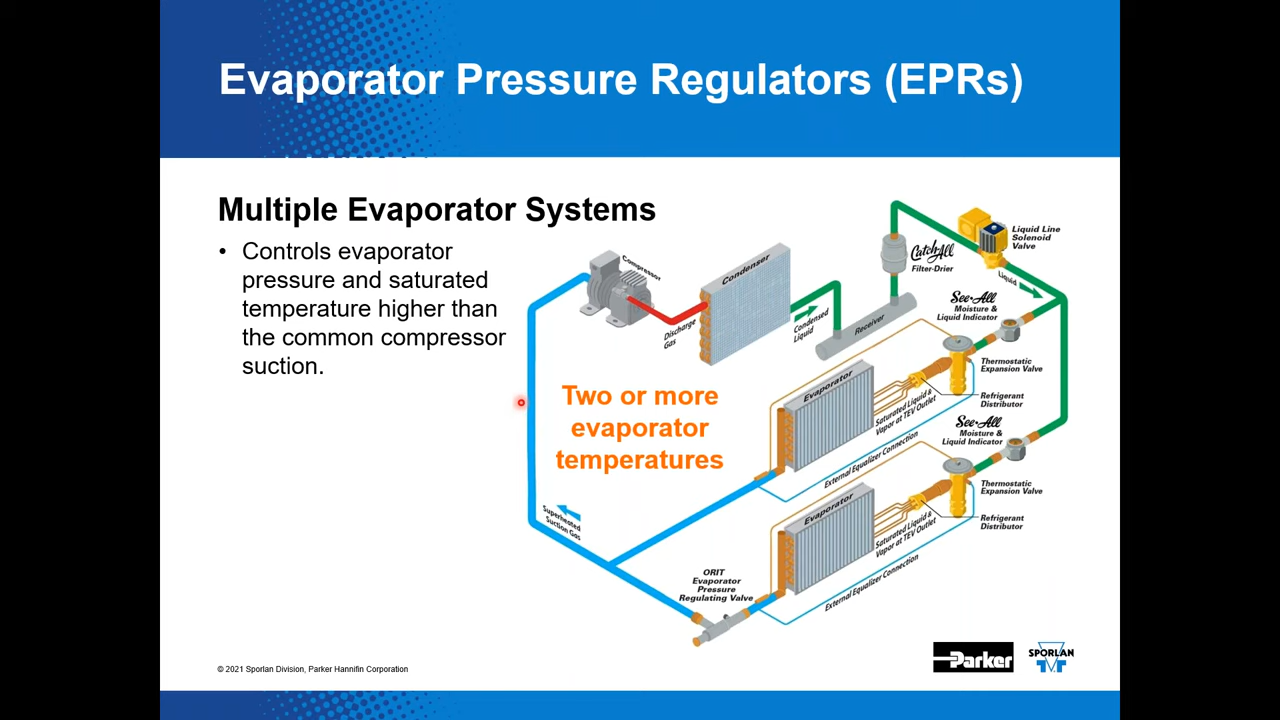 Evaporator Pressure Regulators (EPRs)
Multiple Evaporator Systems
• Controls evaporator
pressure and saturated
temperature higher than
the common compressor
suction.
Compressor
Condenser
Discharge
Gas
Condensed
Liquid
Receiver
Catch-All
Filter-Drier
Liquid Line
Solenoid
Valve
Liquid
See•All
Moisture &
Liquid Indicator
Thermostatic
Expansion Valve
Refrigerant
Distributor
Evaporator
Saturated Liquid &
Vapor at TEV Outlet
External Equalizer Connection
See•All
Moisture &
Liquid Indicator
Thermostatic
Expansion Valve
Refrigerant
Distributor
Evaporator
Saturated Liquid &
Vapor at TEV Outlet
External Equalizer Connection
Two or more
evaporator
temperatures
Superheated
Suction Gas
ORIT
Evaporator
Pressure
Regulating Valve
© 2021 Sporlan Division, Parker Hannifin Corporation
Parker
SPORLAN